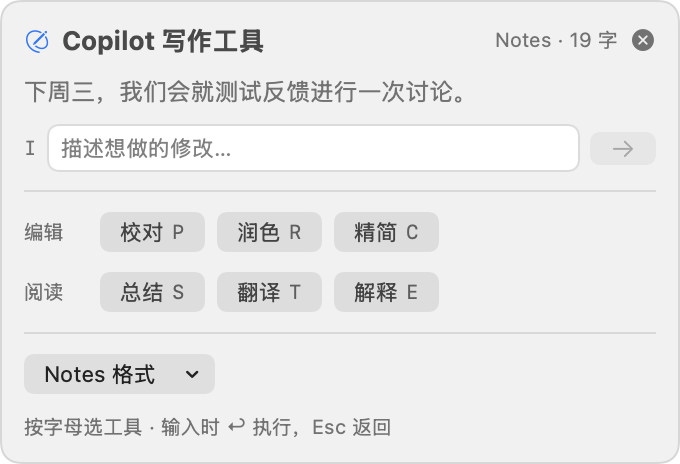 Copilot 写作工具 Notes · 19 字
下周三，我们会就测试反馈进行一次讨论。
I 描述想做的修改...
编辑 校对 P 润色 R 精简 C
阅读 总结 S 翻译 T 解释 E
Notes 格式
按字母选工具 · 输入时 ↩ 执行，Esc 返回